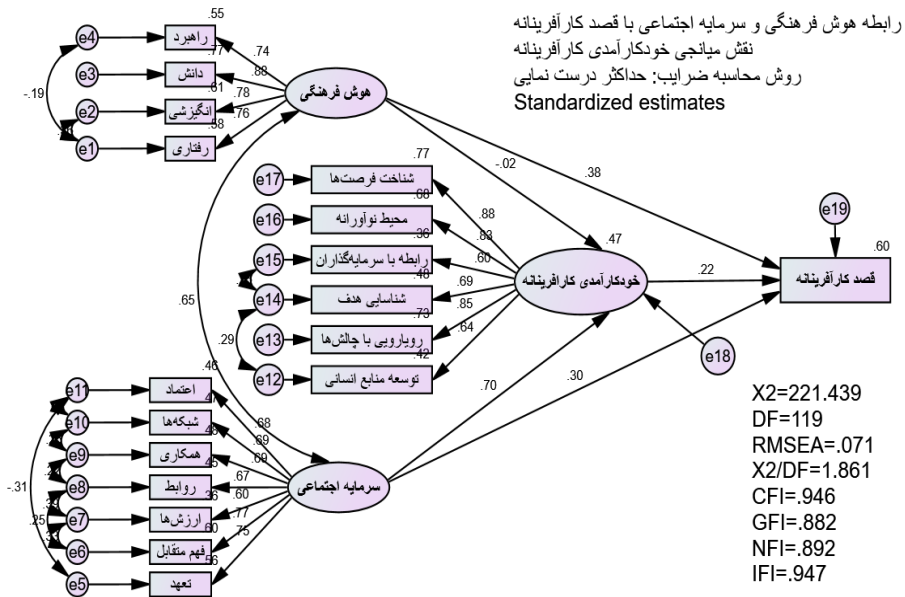 رابطه هوش فرهنگی و سرمایه اجتماعی با قصد کارآفرینانه
نقش میانجی خودکارآمدی کارآفرینانه
روش محاسبه ضرایب: حداکثر درست نمایی
Standardized estimates
.55
e4
راهبرد
.74
.77
e3
دانش
.88
.61
e2
انگیزشی
.78
.76
.58
e1
رفتاری
-.19
هوش فرهنگی
.77
e17
شناخت فرصت‌ها
.88
.68
e16
محیط نوآورانه
.83
.36
e15
رابطه با سرمایه‌گذاران
.60
.48
e14
شناسایی هدف
.69
.73
e13
رویارویی با چالش‌ها
.85
.42
e12
توسعه منابع انسانی
.64
.29
خودکارآمدی کارافرینانه
.47
-.02
.38
.22
.70
.30
.65
e18
e19
.60
قصد کارآفرینانه
.46
e11
اعتماد
.68
.47
e10
شبکه‌ها
.69
.48
e9
همکاری
.69
.45
e8
روابط
.67
.36
e7
ارزش‌ها
.60
.60
e6
فهم متقابل
.77
.56
e5
تعهد
.75
-.31
.25
سرمایه اجتماعی
X2=221.439
DF=119
RMSEA=.071
X2/DF=1.861
CFI=.946
GFI=.882
NFI=.892
IFI=.947